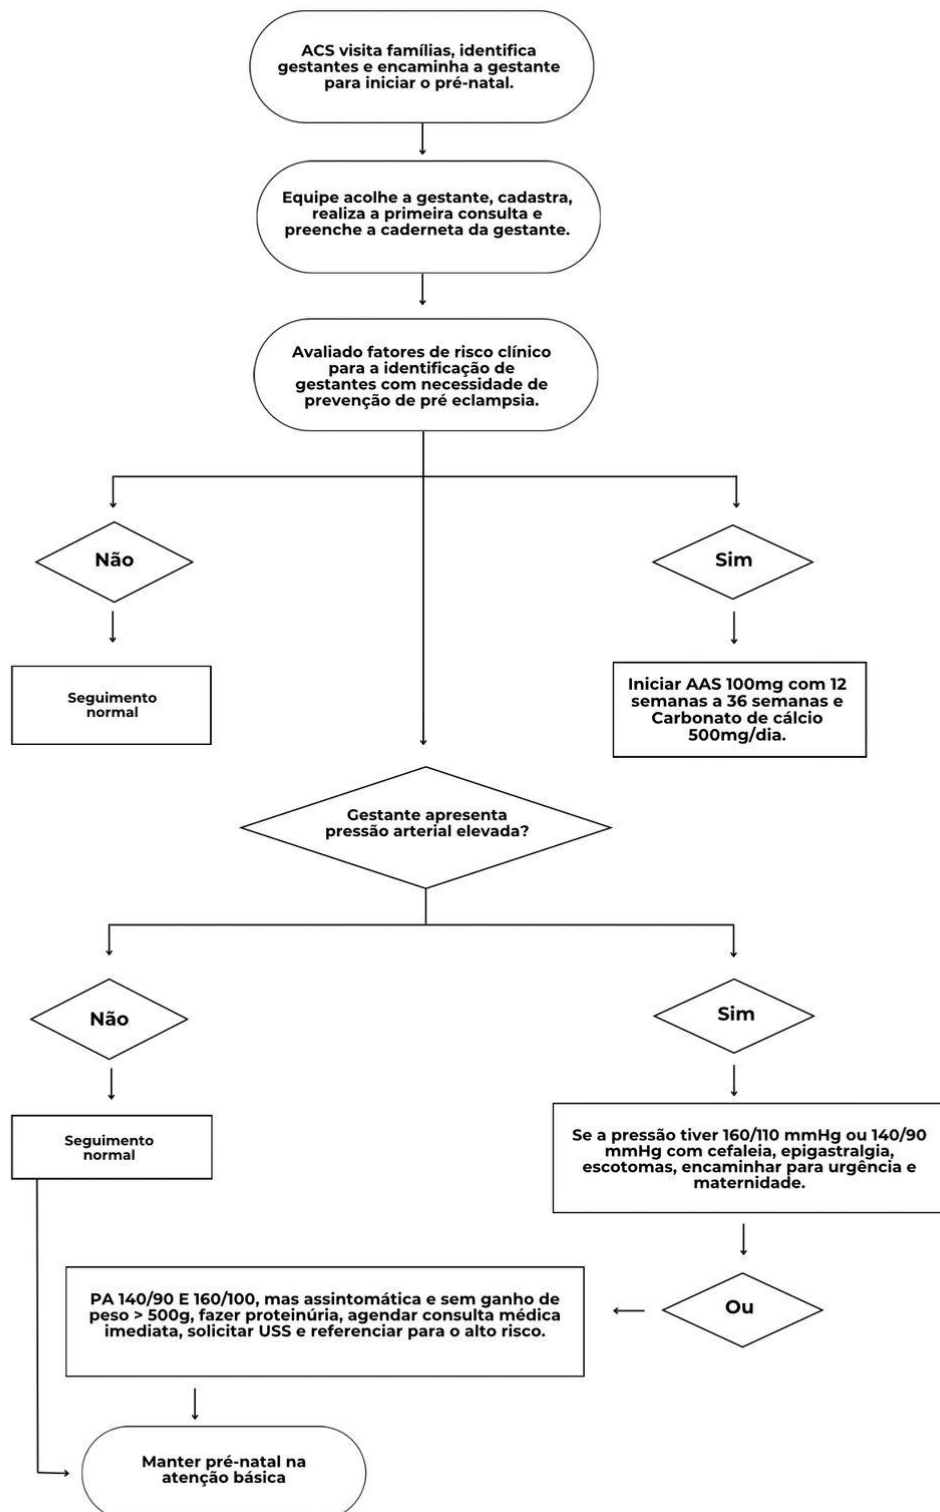 ACS visita famílias, identifica
gestantes e encaminha a gestante
para iniciar o pré-natal.
Equipe acolhe a gestante, cadastra,
realiza a primeira consulta e
preenche a caderneta da gestante.
Avaliado fatores de risco clínico
para a identificação de
gestantes com necessidade de
prevenção de pré eclampsia.
Não
Sim
Seguimento
normal
Iniciar AAS 100mg com 12
semanas a 36 semanas e
Carbonato de cálcio
500mg/dia.
Gestante apresenta
pressão arterial elevada?
Não
Sim
Seguimento
normal
Se a pressão tiver 160/110 mmHg ou 140/90
mmHg com cefaleia, epigastralgia,
escotomas, encaminhar para urgência e
maternidade.
Ou
PA 140/90 E 160/100, mas assintomática e sem ganho de
peso > 500g, fazer proteinúria, agendar consulta médica
imediata, solicitar USS e referenciar para o alto risco.
Manter pré-natal na
atenção básica